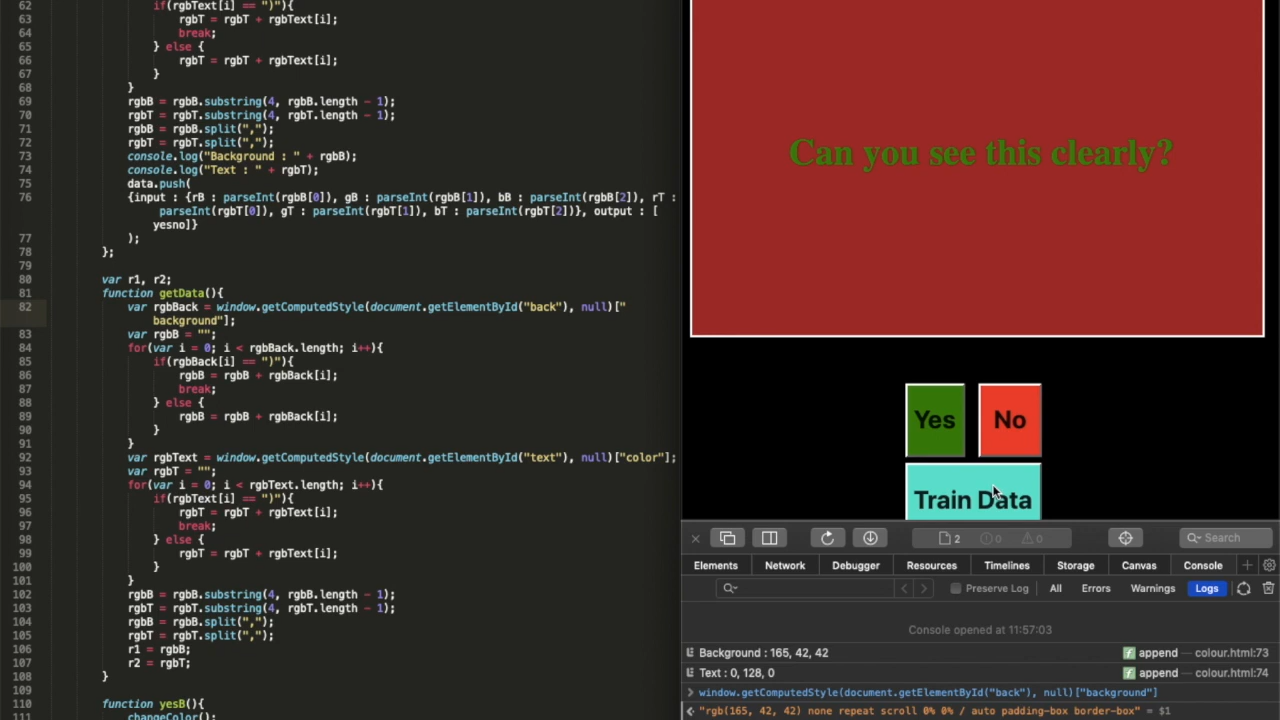 62 if(rgbText[i] == ")"){
63 rgbT = rgbT + rgbText[i];
64 break;
65 } else {
66 rgbT = rgbT + rgbText[i];
67 }
68 }
69 rgbB = rgbB.substring(4, rgbB.length - 1);
70 rgbT = rgbT.substring(4, rgbT.length - 1);
71 rgbB = rgbB.split(",");
72 rgbT = rgbT.split(",");
73 console.log("Background : " + rgbB);
74 console.log("Text : " + rgbT);
75 data.push(
76 {input : {rB : parseInt(rgbB[0]), gB : parseInt(rgbB[1]), bB : parseInt(rgbB[2]), rT :
parseInt(rgbT[0]), gT : parseInt(rgbT[1]), bT : parseInt(rgbT[2])}, output : [
yesno]}
77 );
78 };
79
80 var r1, r2;
81 function getData(){
82 var rgbBack = window.getComputedStyle(document.getElementById("back"), null)["
background"];
83 var rgbB = "";
84 for(var i = 0; i < rgbBack.length; i++){
85 if(rgbBack[i] == ")"){
86 rgbB = rgbB + rgbBack[i];
87 break;
88 } else {
89 rgbB = rgbB + rgbBack[i];
90 }
91 }
92 var rgbText = window.getComputedStyle(document.getElementById("text"), null)["color"];
93 var rgbT = "";
94 for(var i = 0; i < rgbText.length; i++){
95 if(rgbText[i] == ")"){
96 rgbT = rgbT + rgbText[i];
97 break;
98 } else {
99 rgbT = rgbT + rgbText[i];
100 }
101 }
102 rgbB = rgbB.substring(4, rgbB.length - 1);
103 rgbT = rgbT.substring(4, rgbT.length - 1);
104 rgbB = rgbB.split(",");
105 rgbT = rgbT.split(",");
106 r1 = rgbB;
107 r2 = rgbT;
108 }
109
110 function yesB(){
111 changeColor();
Can you see this clearly?
Yes No
Train Data
2 0 0 Search
Elements Network Debugger Resources Timelines Storage Canvas Console
Preserve Log All Errors Warnings Logs
Console opened at 11:57:03
Background : 165, 42, 42 f append — colour.html:73
Text : 0, 128, 0 f append — colour.html:74
window.getComputedStyle(document.getElementById("back"), null)["background"]
"rgb(165, 42, 42) none repeat scroll 0% 0% / auto padding-box border-box" = $1